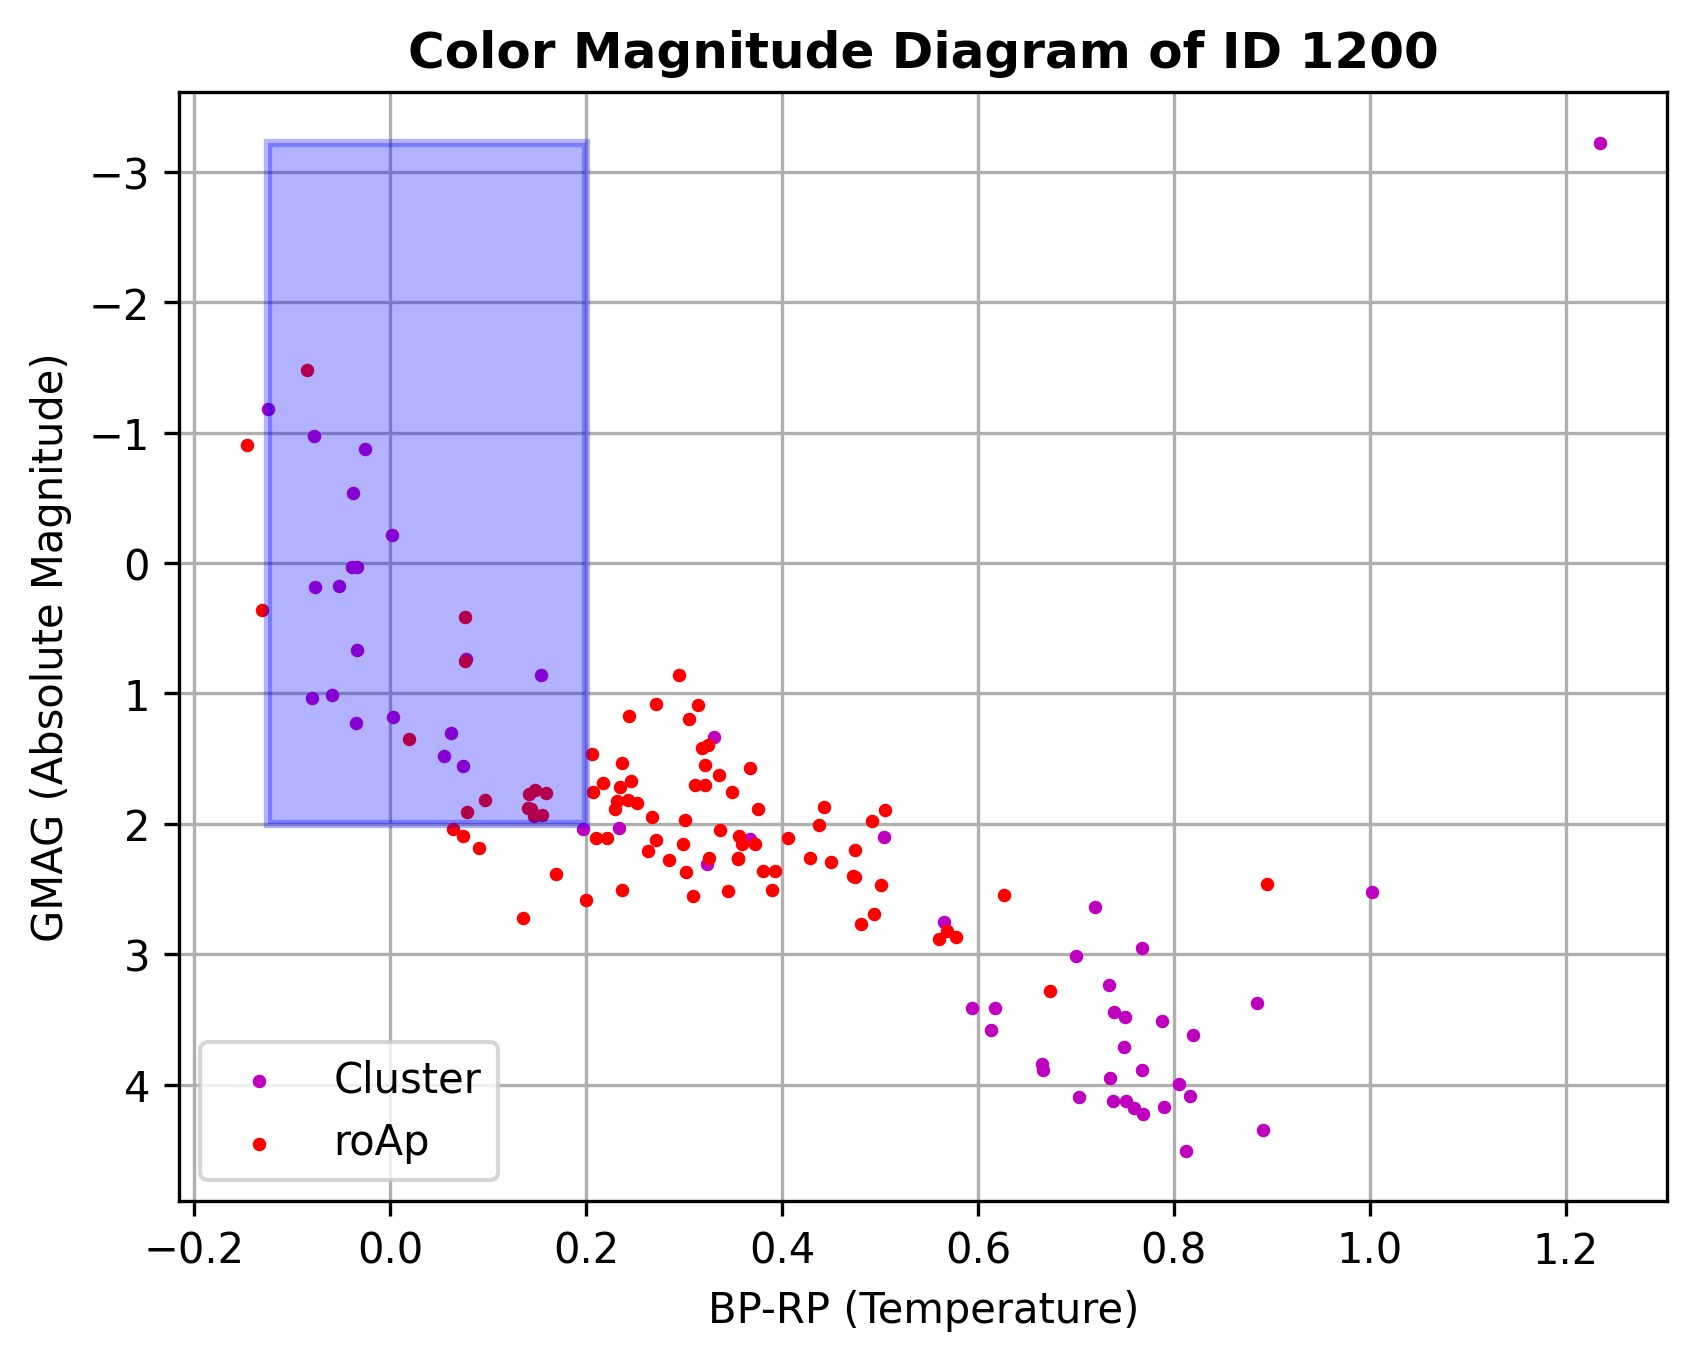 Color Magnitude Diagram of ID 1200
GMAG (Absolute Magnitude)
−3
−2
−1
0
1
2
3
4
Cluster
roAp
−0.2 0.0 0.2 0.4 0.6 0.8 1.0 1.2
BP-RP (Temperature)